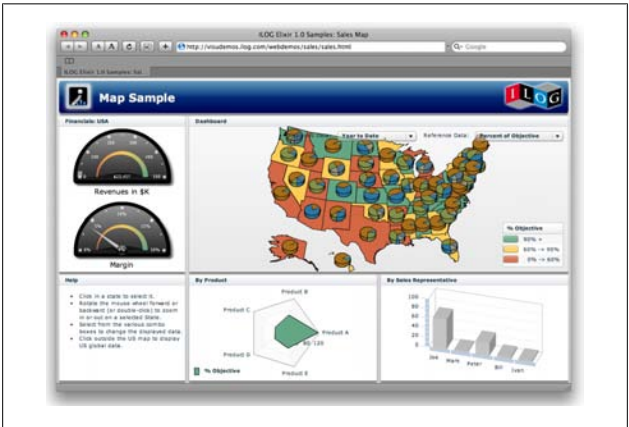 ILOG Elixir 1.0 Samples: Sales Map
A A
http://visudemos.ilog.com/webdemos/sales/sales.html
Google
ILOG Elixir 1.0 Samples: Sal...
Map Sample
ILOG
Financials: USA
Revenues in $K
Margin
Dashboard
Year to Date
Reference Data:
Percent of Objective
% Objective
90% +
60% -> 90%
0% -> 60%
Help
• Click in a state to select it.
• Rotate the mouse wheel forward or
backward (or double-click) to zoom
in or out on a selected State.
• Select from the various combo
boxes to change the displayed data.
• Click outside the US map to display
US global data.
By Product
Product B
Product C
Product A
120
Product D
Product E
% Objective
By Sales Representative
100
80
60
40
20
0
Joe
Mark
Peter
Bill
Ivan